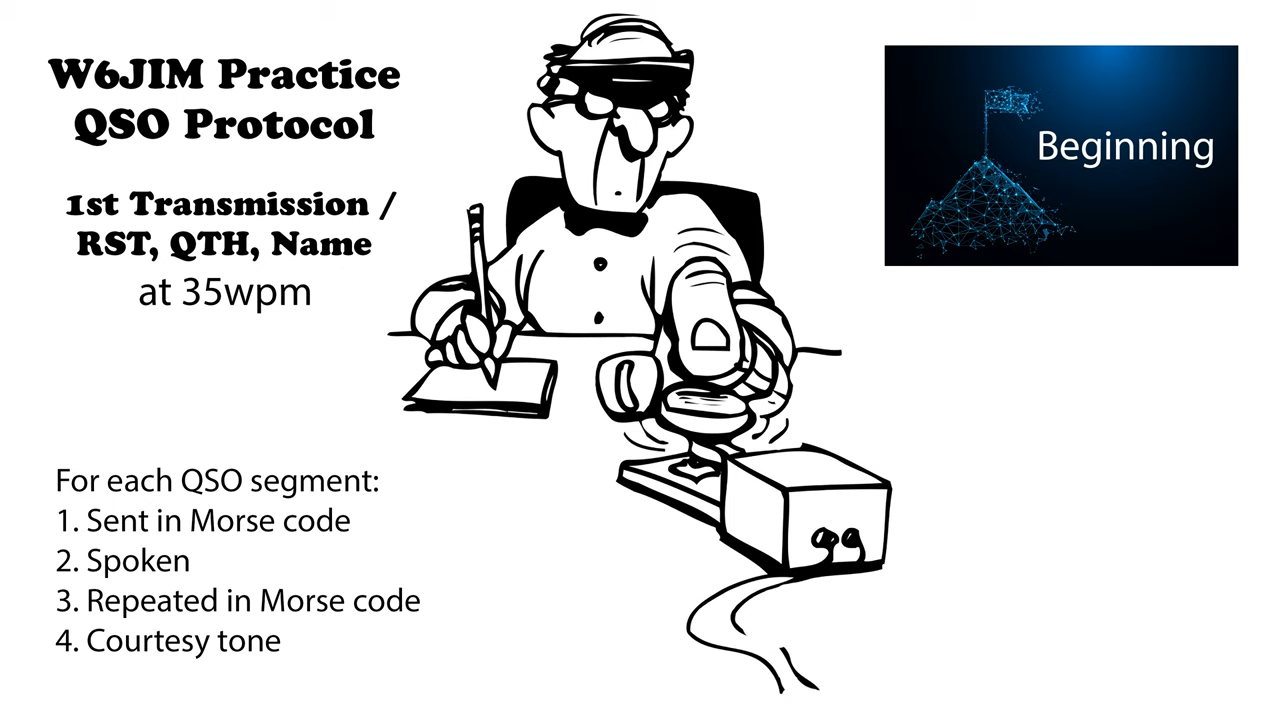 W6JIM Practice
QSO Protocol
1st Transmission /
RST, QTH, Name
at 35wpm
Beginning
For each QSO segment:
1. Sent in Morse code
2. Spoken
3. Repeated in Morse code
4. Courtesy tone